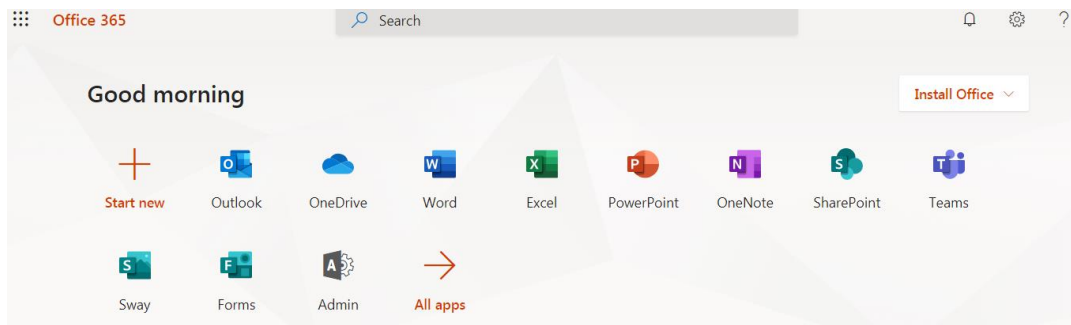 Office 365
Search
?
Good morning
Install Office
Start new
O
Outlook
OneDrive
W
Word
X
Excel
P
PowerPoint
N
OneNote
S
SharePoint
T
Teams
S
Sway
F
Forms
A
Admin
All apps